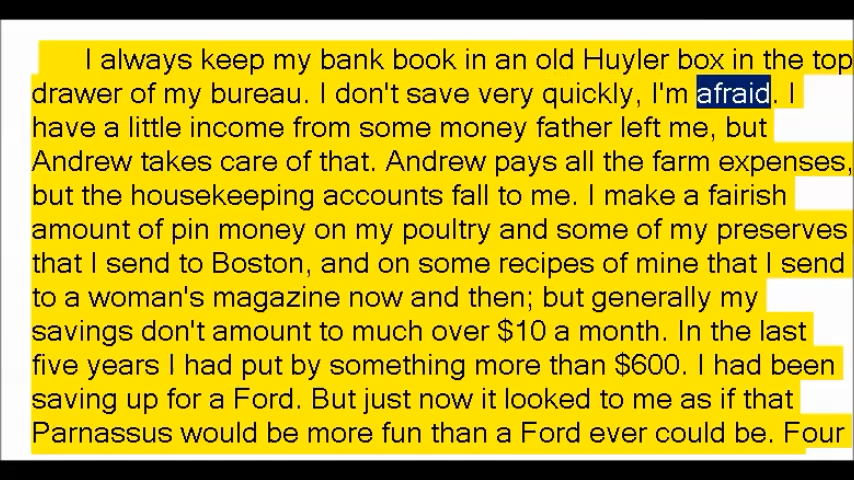 I always keep my bank book in an old Huyler box in the top
drawer of my bureau. I don't save very quickly, I'm afraid. I
have a little income from some money father left me, but
Andrew takes care of that. Andrew pays all the farm expenses,
but the housekeeping accounts fall to me. I make a fairish
amount of pin money on my poultry and some of my preserves
that I send to Boston, and on some recipes of mine that I send
to a woman's magazine now and then; but generally my
savings don't amount to much over $10 a month. In the last
five years I had put by something more than $600. I had been
saving up for a Ford. But just now it looked to me as if that
Parnassus would be more fun than a Ford ever could be. Four